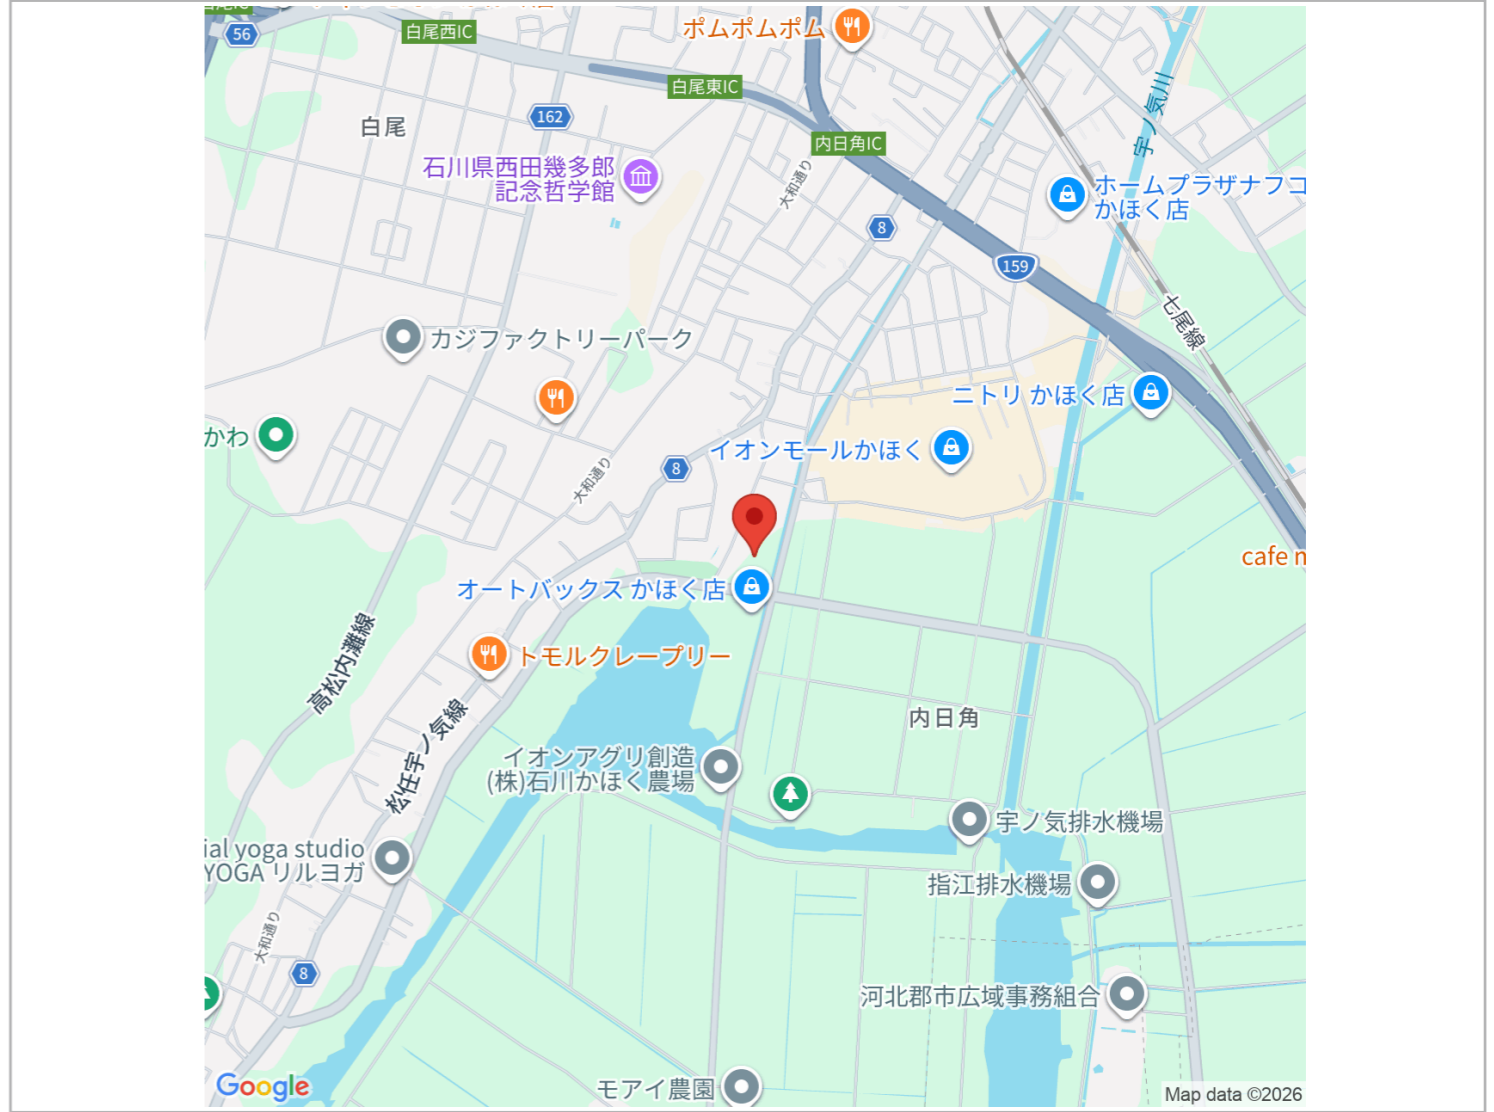 56
白尾西IC
ポムポムポム
白尾東IC
162
白尾
内日角IC
宇ノ気川
石川県西田幾多郎
記念哲学館
大和通り
ホームプラザナフコ
かほく店
8
159
七尾線
カジファクトリーパーク
ニトリ かほく店
かわ
イオンモールかほく
8
大和通り
cafe
オートバックス かほく店
トモルクレープリー
高松内灘線
内日角
松任宇ノ気線
イオンアグリ創造
(株)石川かほく農場
宇ノ気排水機場
ial yoga studio
YOGA リルヨガ
指江排水機場
大和通り
8
河北郡市広域事務組合
モアイ農園
Google
Map data ©2026